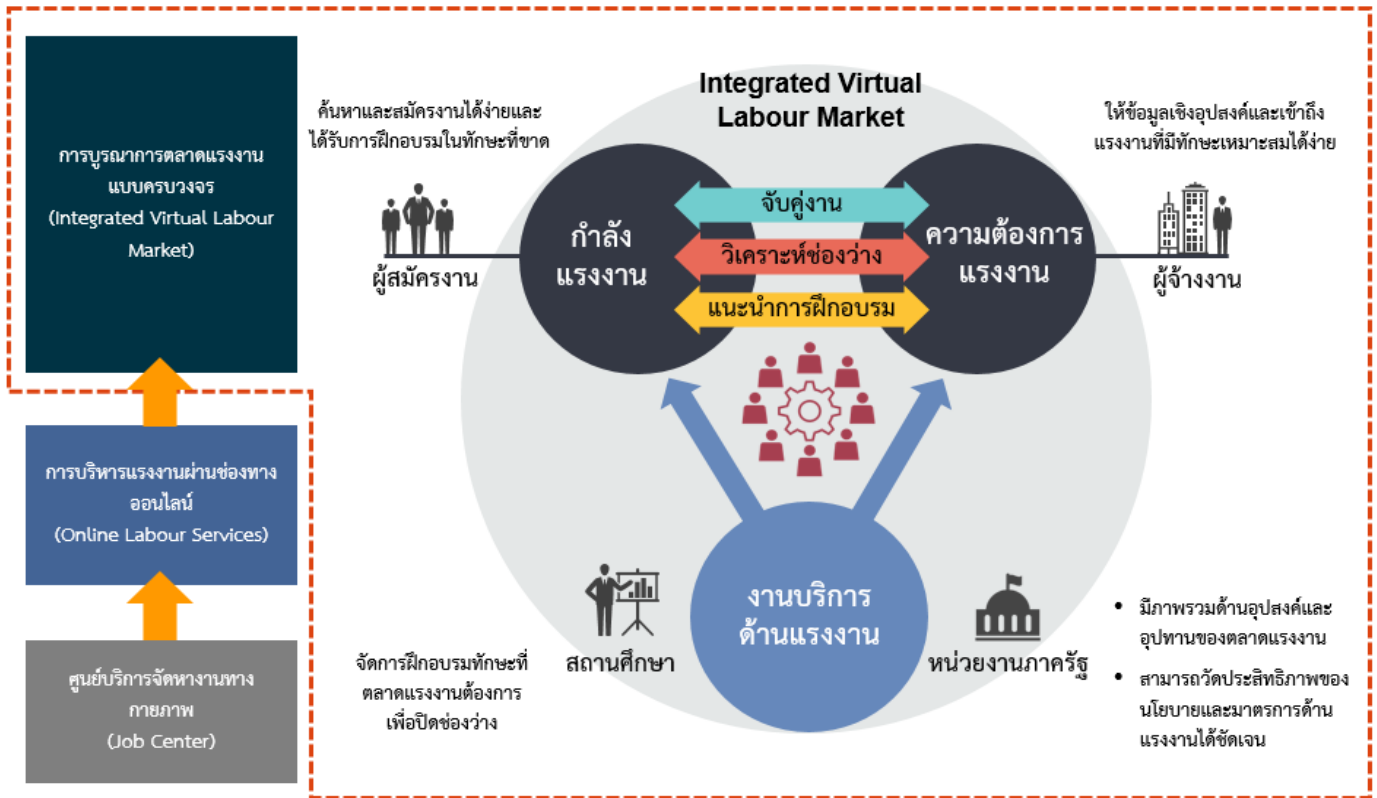 การบูรณาการตลาดแรงงาน
แบบครบวงจร
(Integrated Virtual Labour
Market)
การบริหารแรงงานผ่านช่องทาง
ออนไลน์
(Online Labour Services)
ศูนย์บริการจัดหางานทาง
กายภาพ
(Job Center)
Integrated Virtual
Labour Market
ค้นหาและสมัครงานได้ง่ายและ
ได้รับการฝึกอบรมในทักษะที่ขาด
ผู้สมัครงาน
กำลัง
แรงงาน
จับคู่งาน
วิเคราะห์ช่องว่าง
แนะนำการฝึกอบรม
ความต้องการ
แรงงาน
ให้ข้อมูลเชิงอุปสงค์และเข้าถึง
แรงงานที่มีทักษะเหมาะสมได้ง่าย
ผู้จ้างงาน
งานบริการ
ด้านแรงงาน
สถานศึกษา
จัดการฝึกอบรมทักษะที่
ตลาดแรงงานต้องการ
เพื่อปิดช่องว่าง
หน่วยงานภาครัฐ
• มีภาพรวมด้านอุปสงค์และ
อุปทานของตลาดแรงงาน
• สามารถวัดประสิทธิภาพของ
นโยบายและมาตรการด้าน
แรงงานได้ชัดเจน